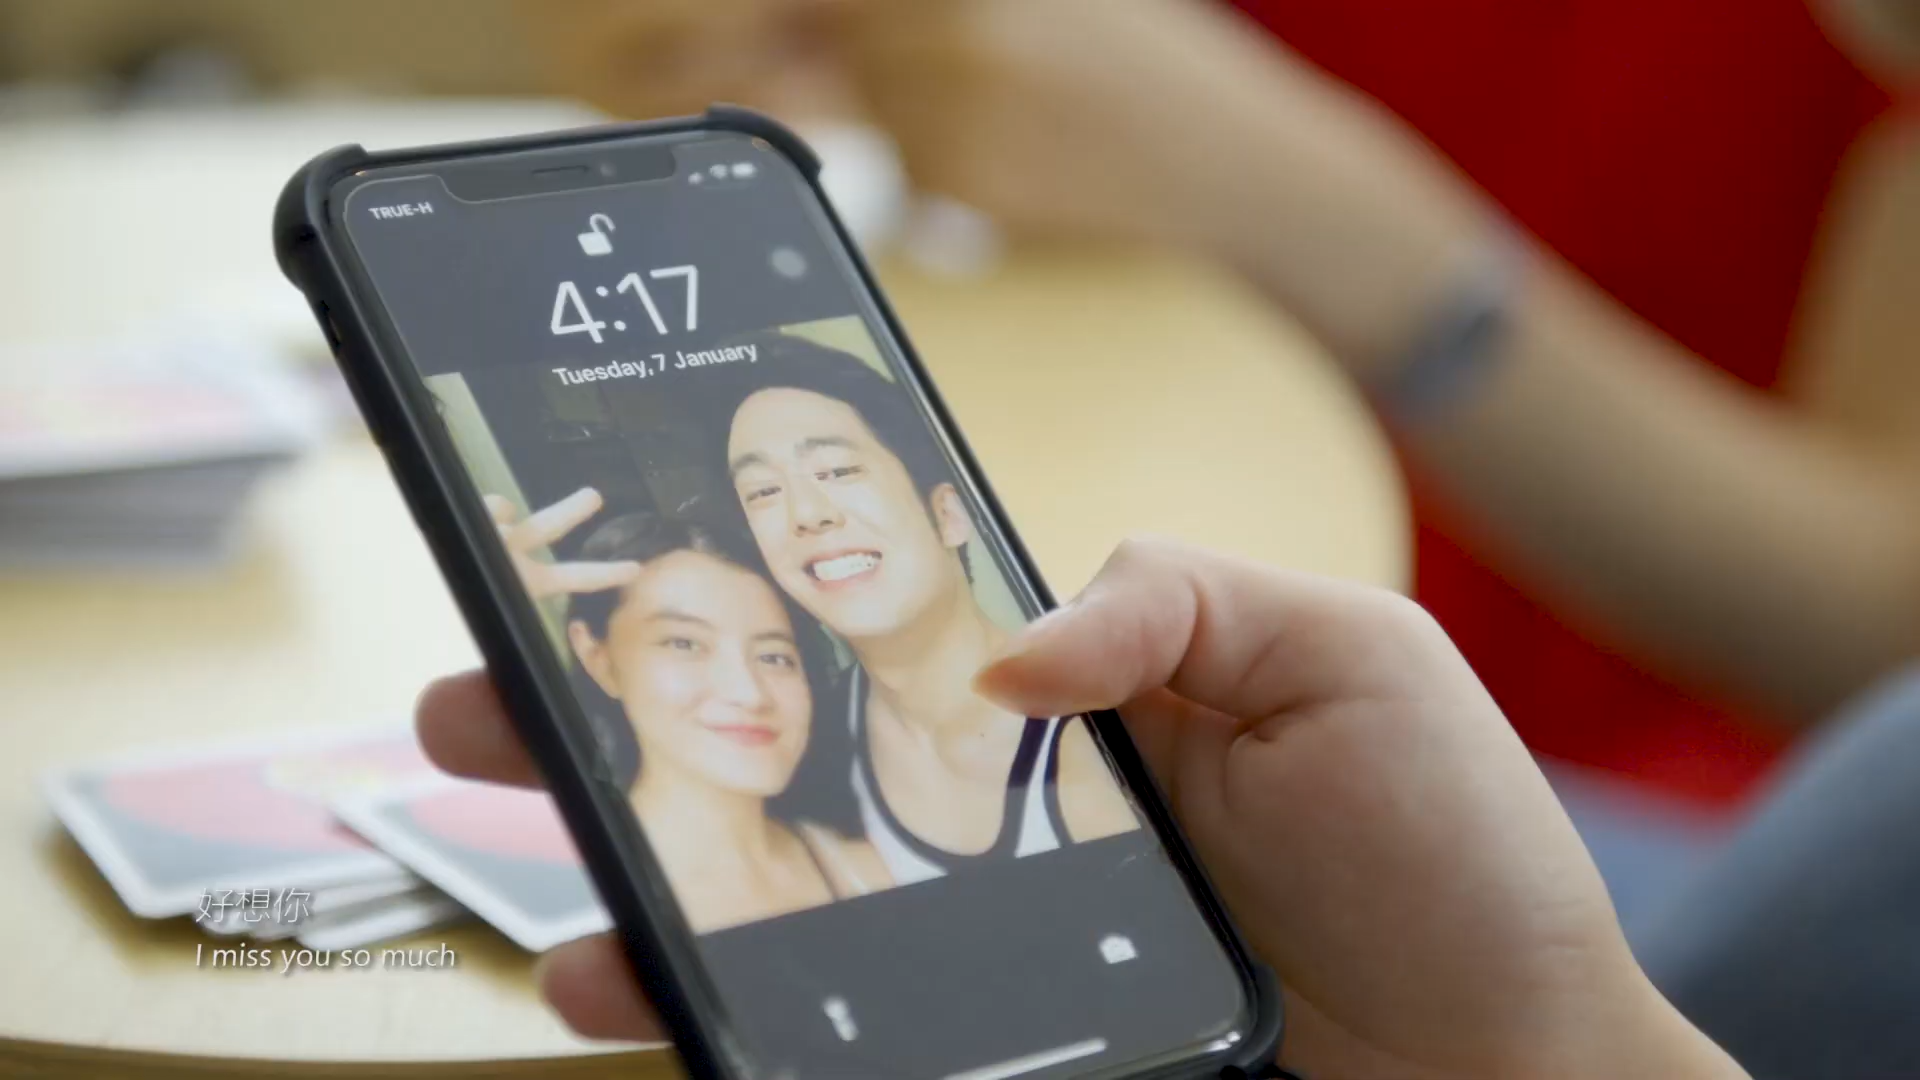 TRUE-H
4:17
Tuesday, 7 January
好想你
I miss you so much